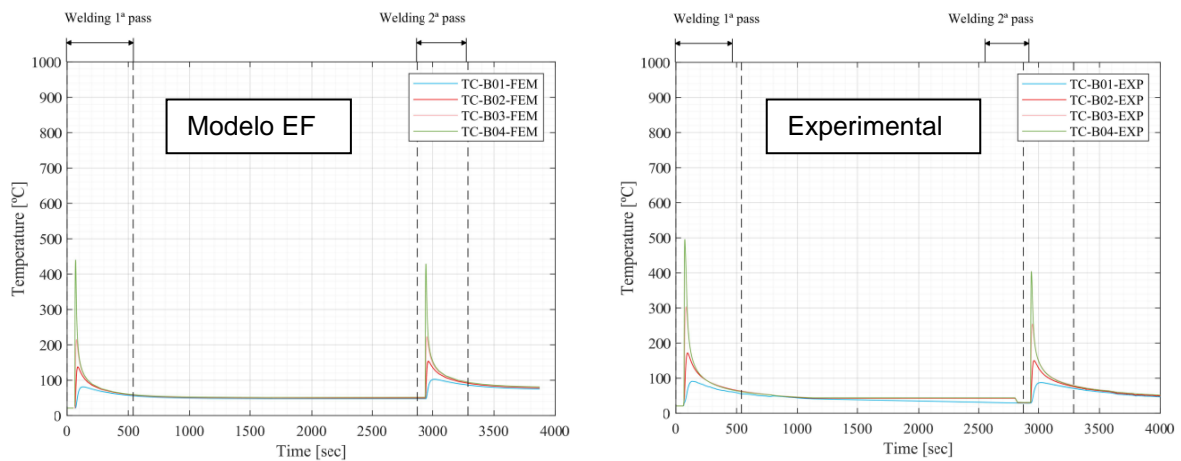 Welding 1ª pass
Welding 2ª pass
1000
900
800
700
600
500
400
300
200
100
0
Temperature [ºC]
Modelo EF
TC-B01-FEM
TC-B02-FEM
TC-B03-FEM
TC-B04-FEM
0 500 1000 1500 2000 2500 3000 3500 4000
Time [sec]
Welding 1ª pass
Welding 2ª pass
1000
900
800
700
600
500
400
300
200
100
0
Temperature [ºC]
Experimental
TC-B01-EXP
TC-B02-EXP
TC-B03-EXP
TC-B04-EXP
0 500 1000 1500 2000 2500 3000 3500 4000
Time [sec]